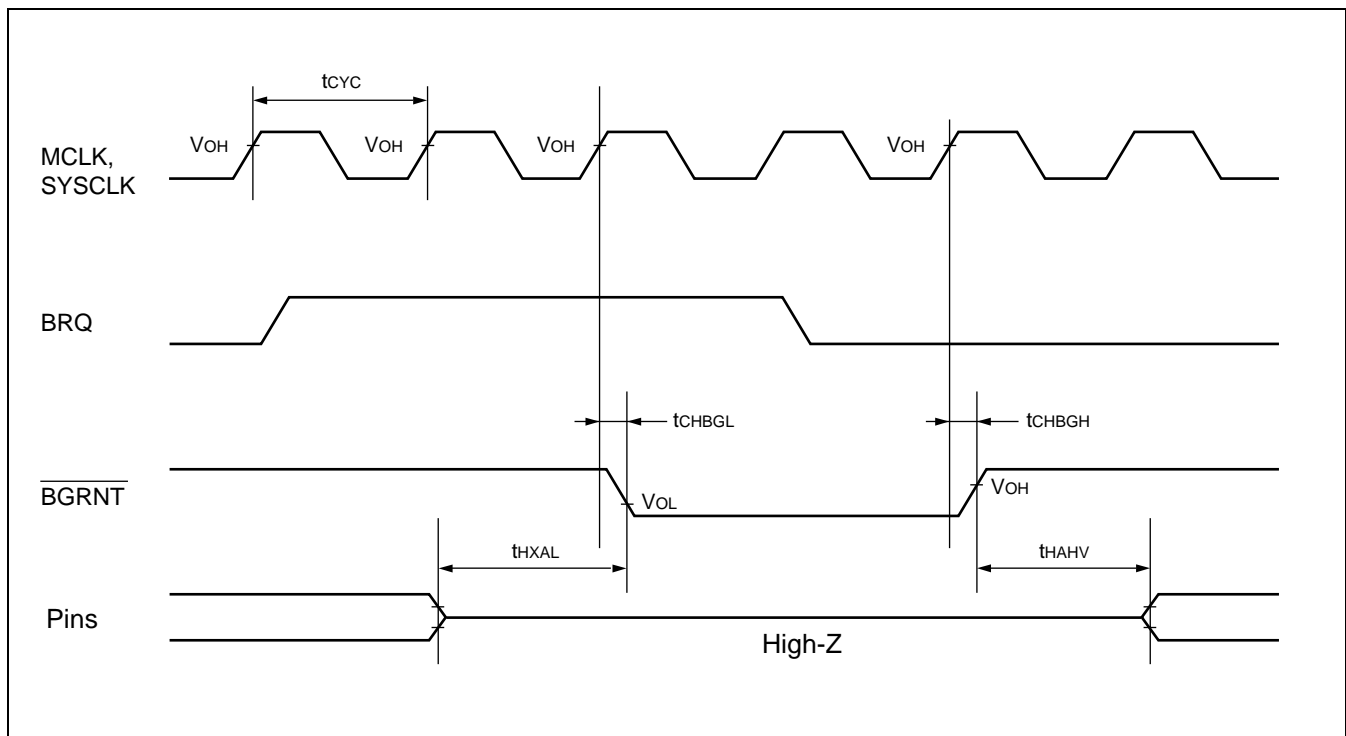 tCYC
VOH VOH VOH VOH
MCLK,
SYSCLK
BRQ
tCHBGL tCHBGH
BGRNT
VOL VOH
tHXAL tHAHV
Pins
High-Z